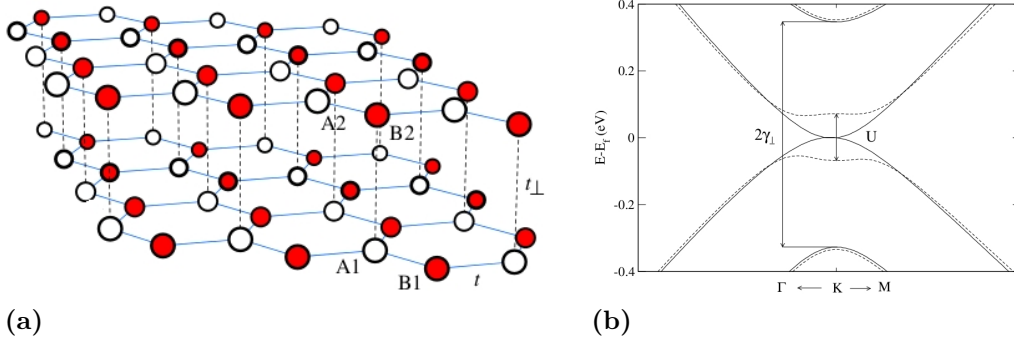 A2
B2
t⊥
A1
B1
t
(a)
0.4
0.2
0
-0.2
-0.4
E-E_f (eV)
2γ⊥
U
Γ ← K → M
(b)